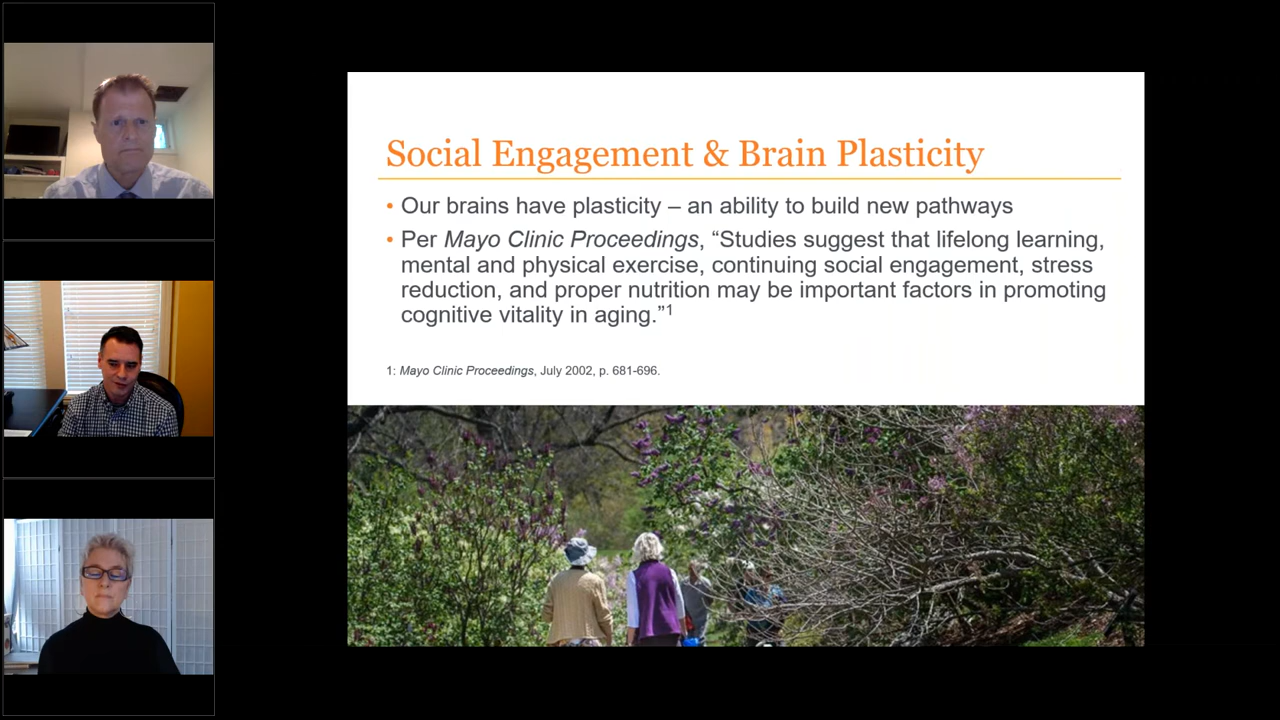 Social Engagement & Brain Plasticity
• Our brains have plasticity – an ability to build new pathways
• Per Mayo Clinic Proceedings, “Studies suggest that lifelong learning,
mental and physical exercise, continuing social engagement, stress
reduction, and proper nutrition may be important factors in promoting
cognitive vitality in aging.”1
1: Mayo Clinic Proceedings, July 2002, p. 681-696.